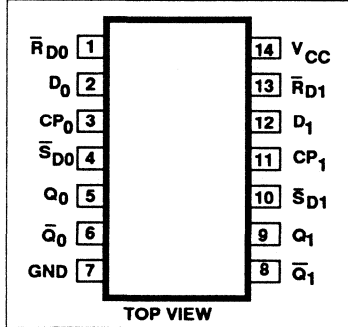 R̅D0 1 14 VCC
D0 2 13 R̅D1
CP0 3 12 D1
S̅D0 4 11 CP1
Q0 5 10 S̅D1
Q̅0 6 9 Q1
GND 7 8 Q̅1
TOP VIEW